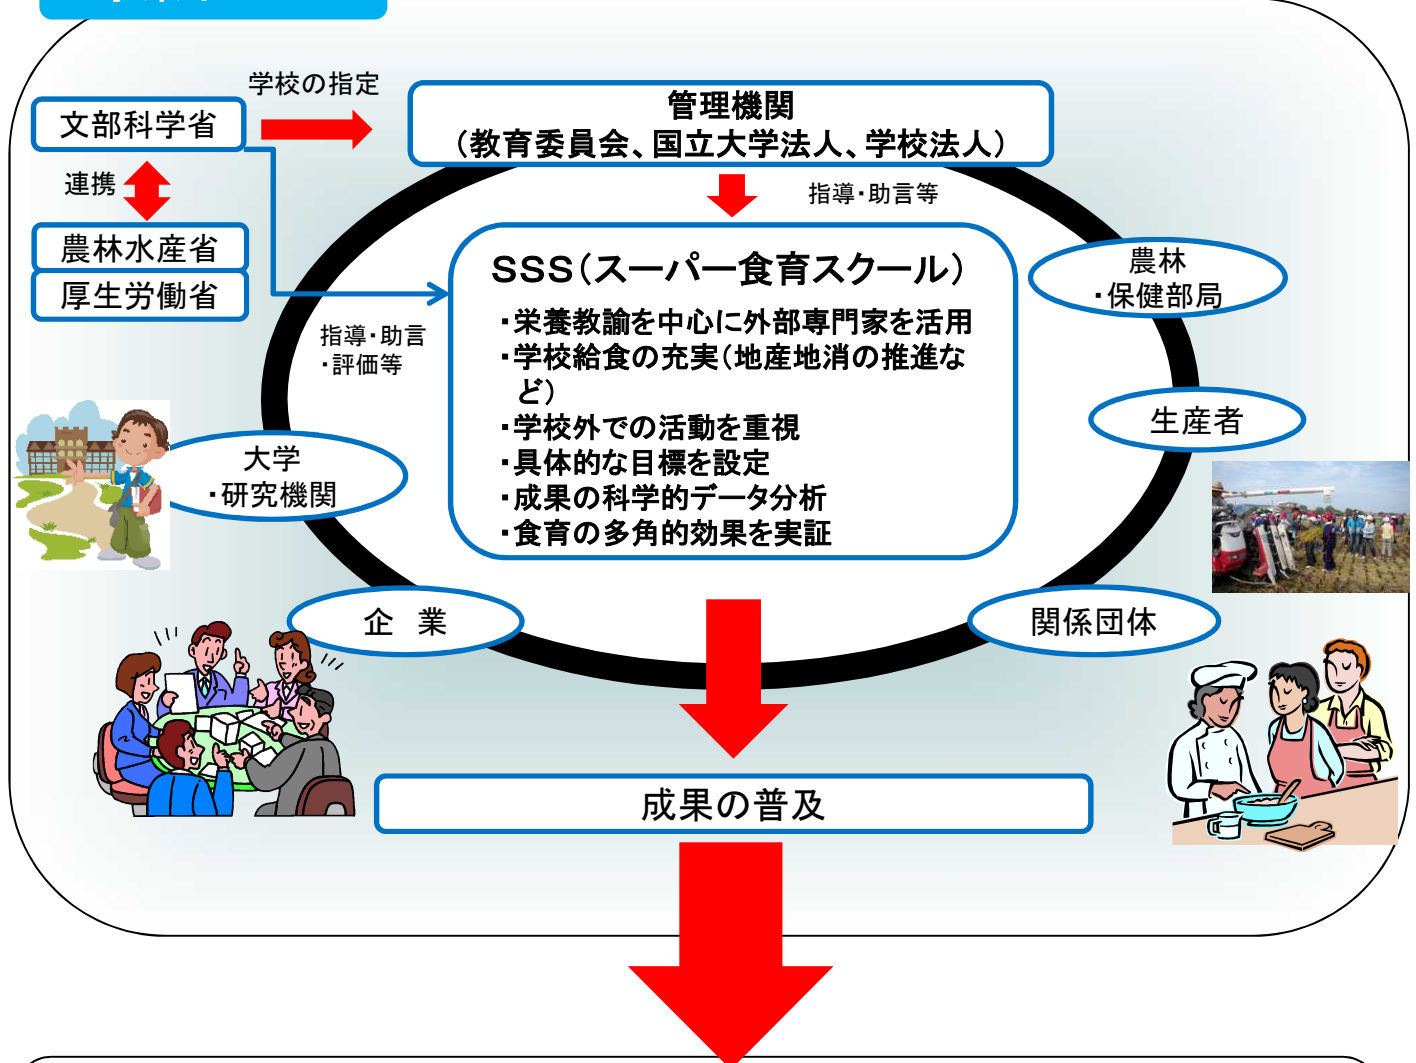 学校の指定
文部科学省
管理機関
（教育委員会、国立大学法人、学校法人）
連携
指導・助言等
農林水産省
厚生労働省
SSS（スーパー食育スクール）
・栄養教諭を中心に外部専門家を活用
・学校給食の充実（地産地消の推進な
ど）
・学校外での活動を重視
・具体的な目標を設定
・成果の科学的データ分析
・食育の多角的効果を実証
指導・助言
・評価等
農林
・保健部局
生産者
大学
・研究機関
企　業
関係団体
成果の普及